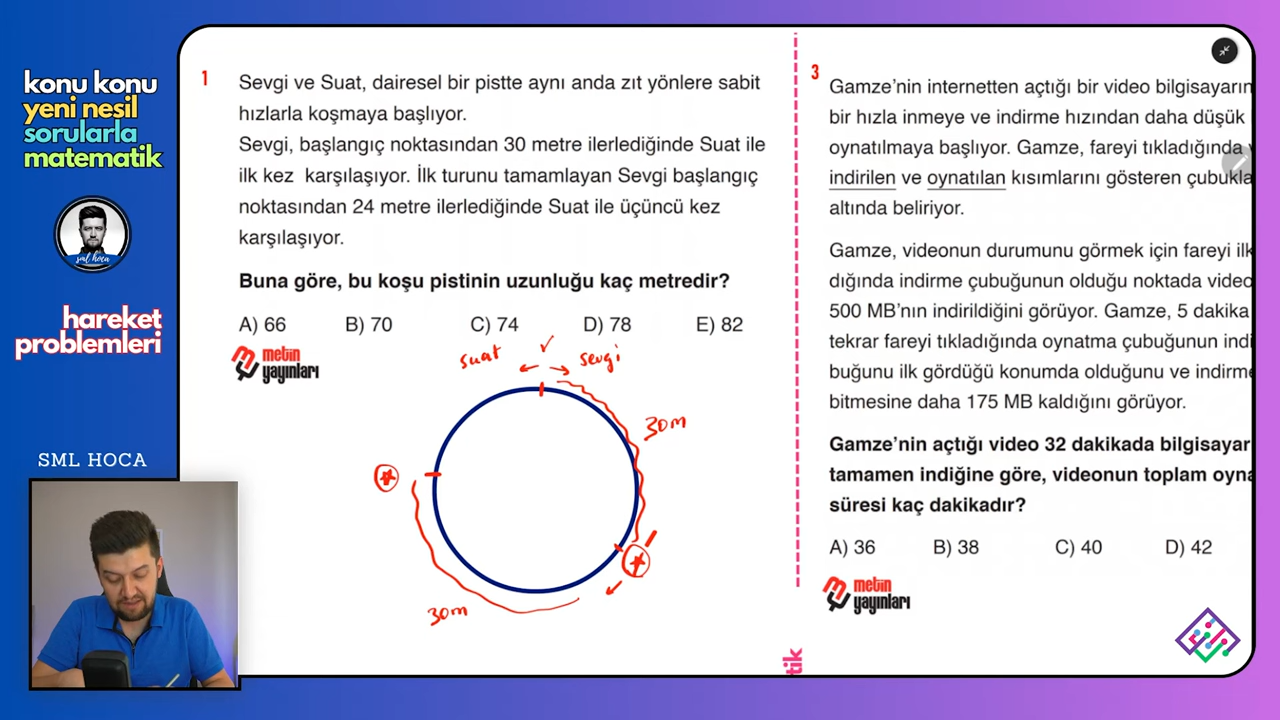 konu konu
yeni nesil
sorularla
matematik
sml hoca
hareket
problemleri
SML HOCA
1
Sevgi ve Suat, dairesel bir pistte aynı anda zıt yönlere sabit
hızlarla koşmaya başlıyor.
Sevgi, başlangıç noktasından 30 metre ilerlediğinde Suat ile
ilk kez karşılaşıyor. İlk turunu tamamlayan Sevgi başlangıç
noktasından 24 metre ilerlediğinde Suat ile üçüncü kez
karşılaşıyor.
Buna göre, bu koşu pistinin uzunluğu kaç metredir?
A) 66 B) 70 C) 74 D) 78 E) 82
metin
yayınları
suat
sevgi
30m
30m
3
Gamze'nin internetten açtığı bir video bilgisayarın
bir hızla inmeye ve indirme hızından daha düşük
oynatılmaya başlıyor. Gamze, fareyi tıkladığında v
indirilen ve oynatılan kısımlarını gösteren çubukla
altında beliriyor.
Gamze, videonun durumunu görmek için fareyi ilk
dığında indirme çubuğunun olduğu noktada video
500 MB'nın indirildiğini görüyor. Gamze, 5 dakika
tekrar fareyi tıkladığında oynatma çubuğunun indi
buğunu ilk gördüğü konumda olduğunu ve indirme
bitmesine daha 175 MB kaldığını görüyor.
Gamze'nin açtığı video 32 dakikada bilgisayar
tamamen indiğine göre, videonun toplam oyna
süresi kaç dakikadır?
A) 36 B) 38 C) 40 D) 42
metin
yayınları
tik